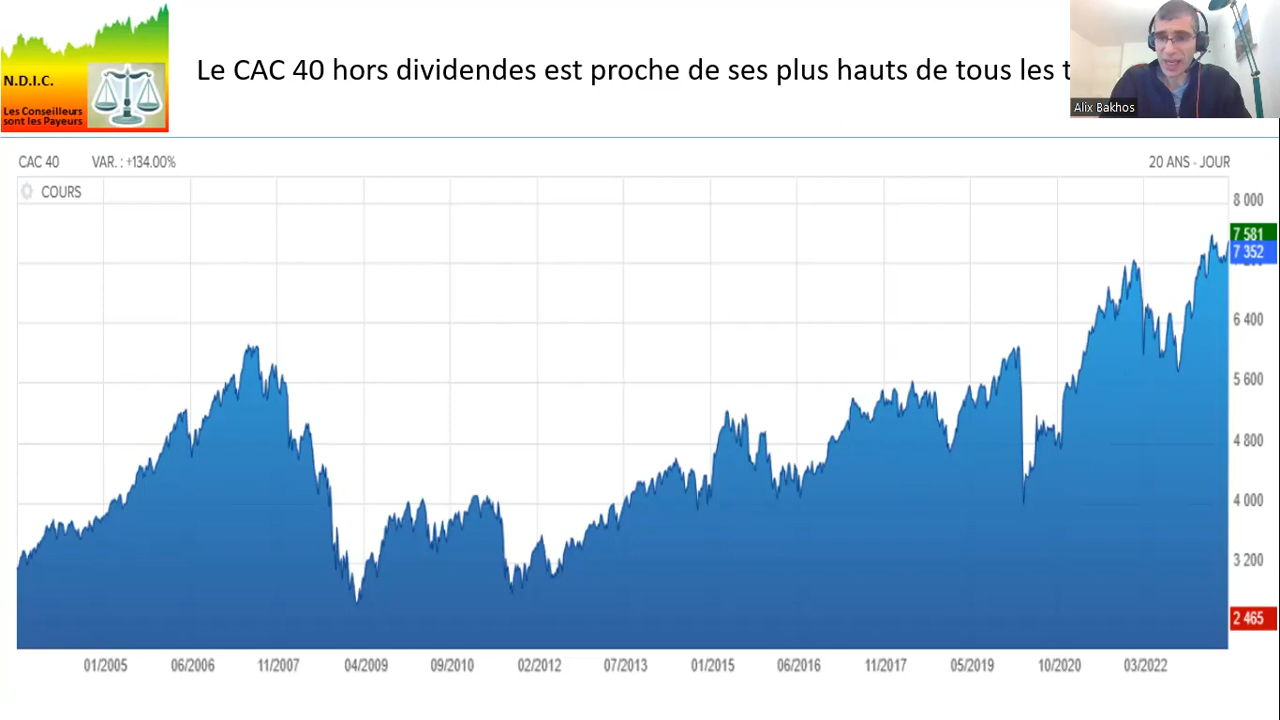 N.D.I.C.
Les Conseilleurs
sont les Payeurs
Le CAC 40 hors dividendes est proche de ses plus hauts de tous les t
Alix Bakhos
CAC 40 VAR. : +134.00% 20 ANS - JOUR
COURS
8 000
7 581
7 352
6 400
5 600
4 800
4 000
3 200
2 465
01/2005 06/2006 11/2007 04/2009 09/2010 02/2012 07/2013 01/2015 06/2016 11/2017 05/2019 10/2020 03/2022